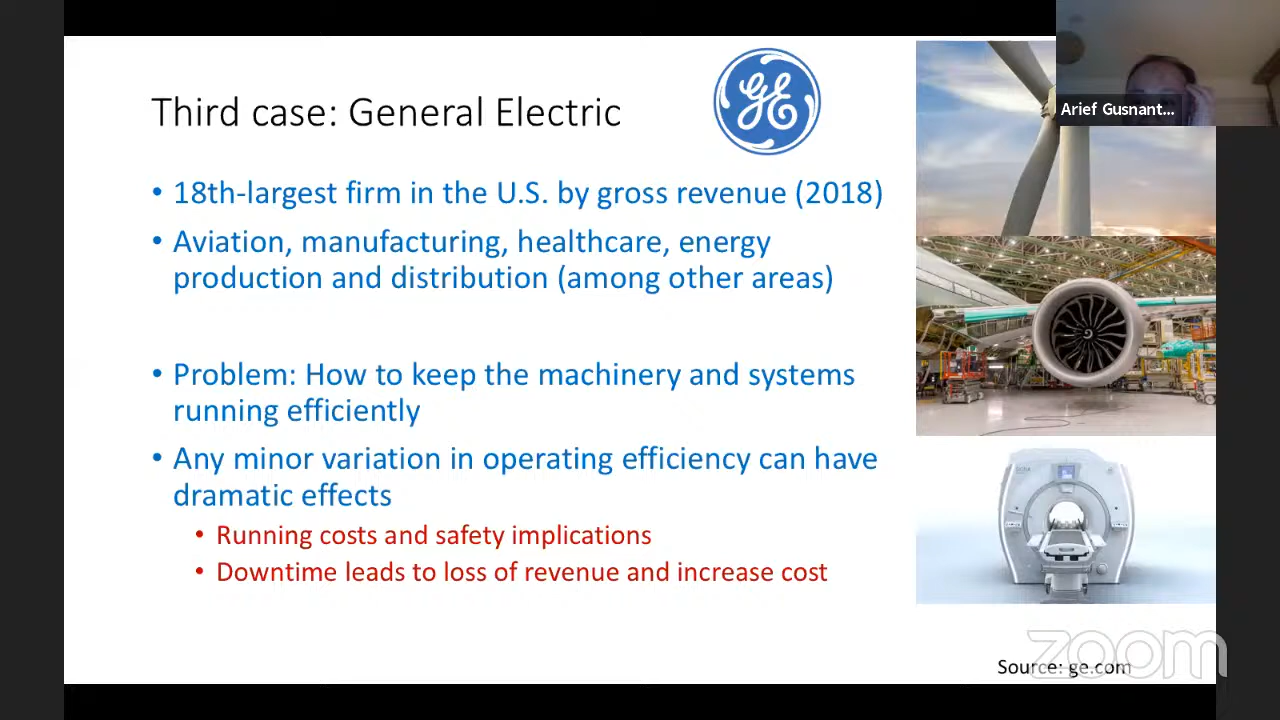 Third case: General Electric
GE
Arief Gusnant...
• 18th-largest firm in the U.S. by gross revenue (2018)
• Aviation, manufacturing, healthcare, energy
production and distribution (among other areas)
• Problem: How to keep the machinery and systems
running efficiently
• Any minor variation in operating efficiency can have
dramatic effects
• Running costs and safety implications
• Downtime leads to loss of revenue and increase cost
Source: ge.com
zoom